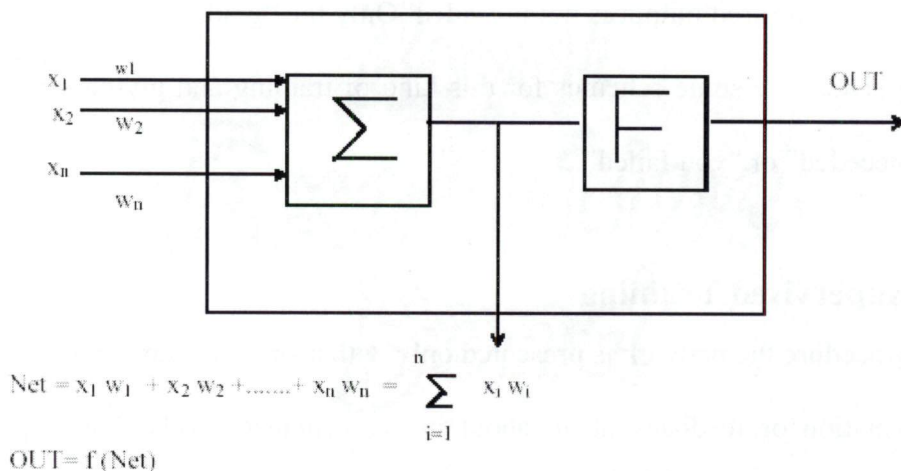 w1
x1 OUT
x2 w2
∑ F
xn
wn
Net = x1 w1 + x2 w2 +.......+ xn wn = n∑i=1 xi wi
OUT= f (Net)